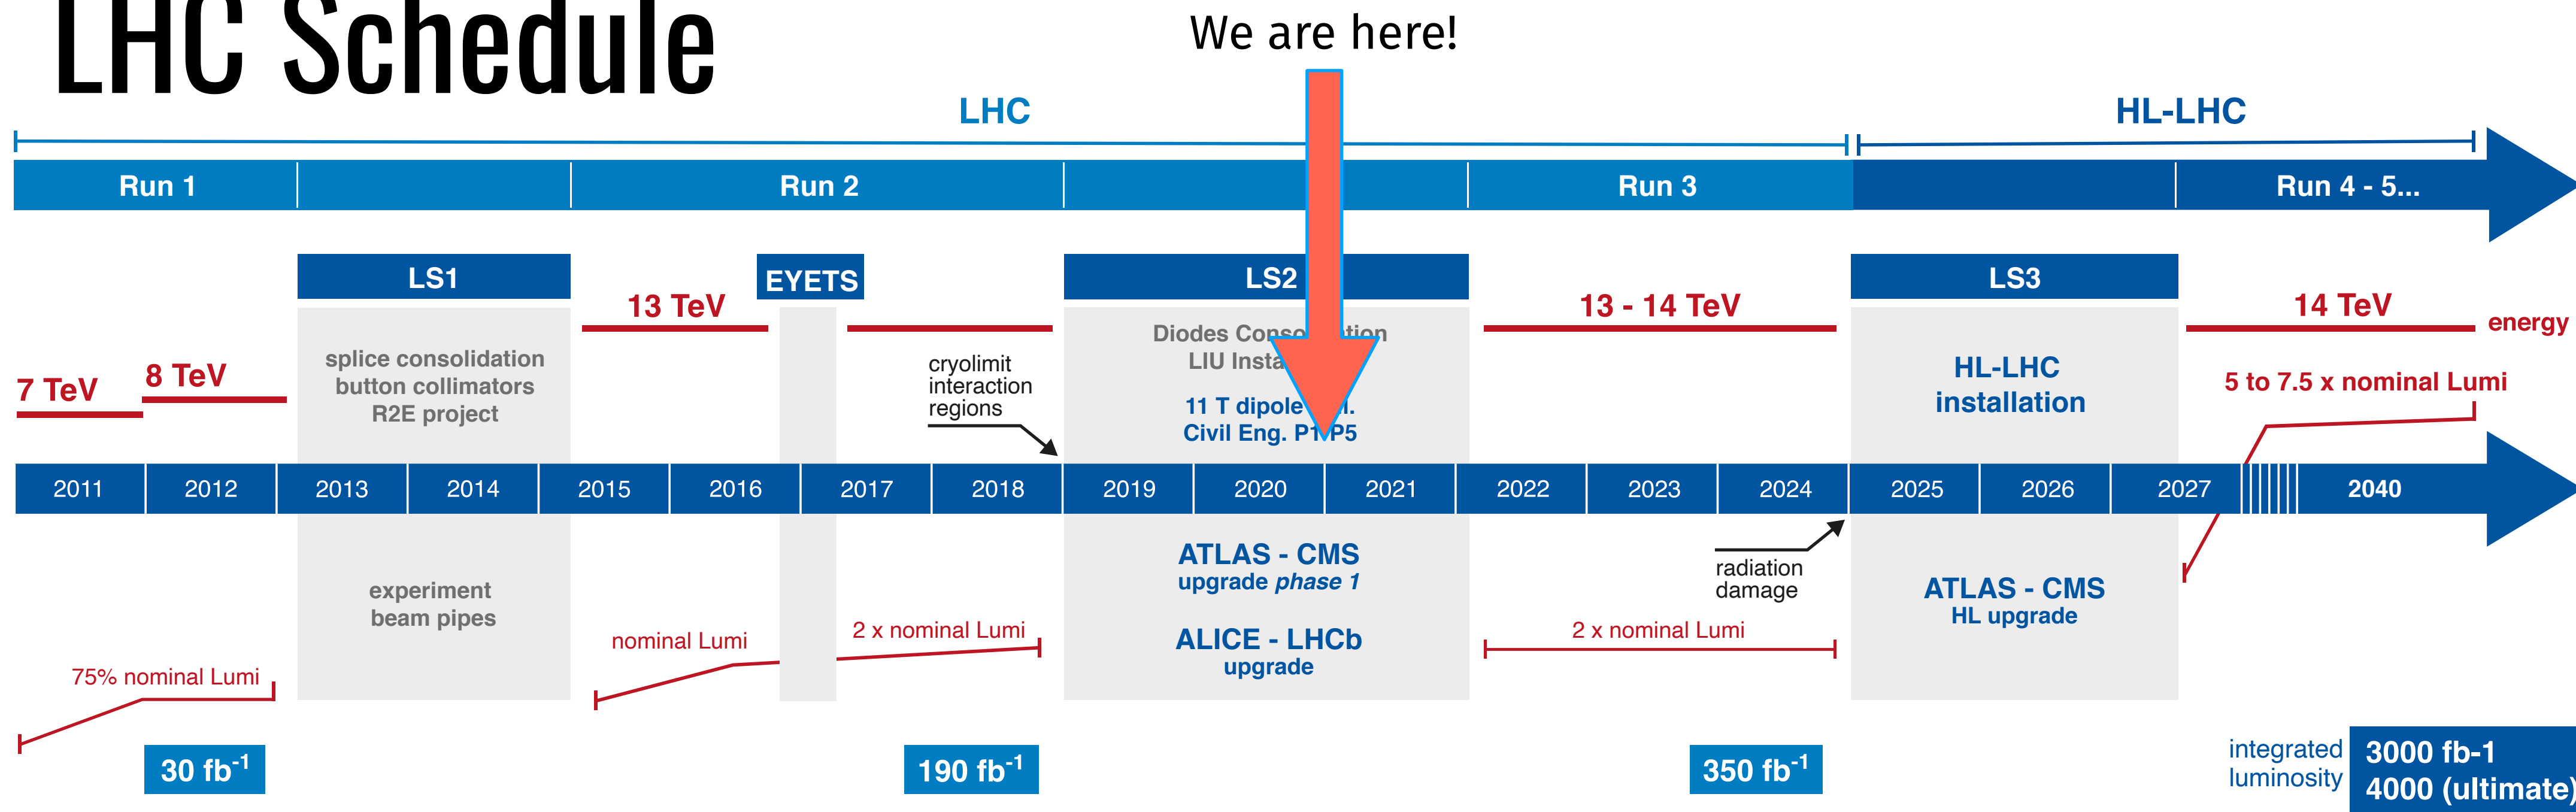 LHC Schedule
We are here!
LHC
HL-LHC
Run 1
Run 2
Run 3
Run 4 - 5...
LS1
EYETS
LS2
LS3
13 TeV
13 - 14 TeV
14 TeV
energy
7 TeV
8 TeV
splice consolidation
button collimators
R2E project
cryolimit
interaction
regions
Diodes
LIU
11 T dipole
Civil Eng. P1 P5
HL-LHC
installation
5 to 7.5 x nominal Lumi
2011
2012
2013
2014
2015
2016
2017
2018
2019
2020
2021
2022
2023
2024
2025
2026
2027
2040
experiment
beam pipes
ATLAS - CMS
upgrade phase 1
ALICE - LHCb
upgrade
radiation
damage
ATLAS - CMS
HL upgrade
75% nominal Lumi
nominal Lumi
2 x nominal Lumi
2 x nominal Lumi
30 fb⁻¹
190 fb⁻¹
350 fb⁻¹
integrated
luminosity
3000 fb-1
4000 (ultimate)